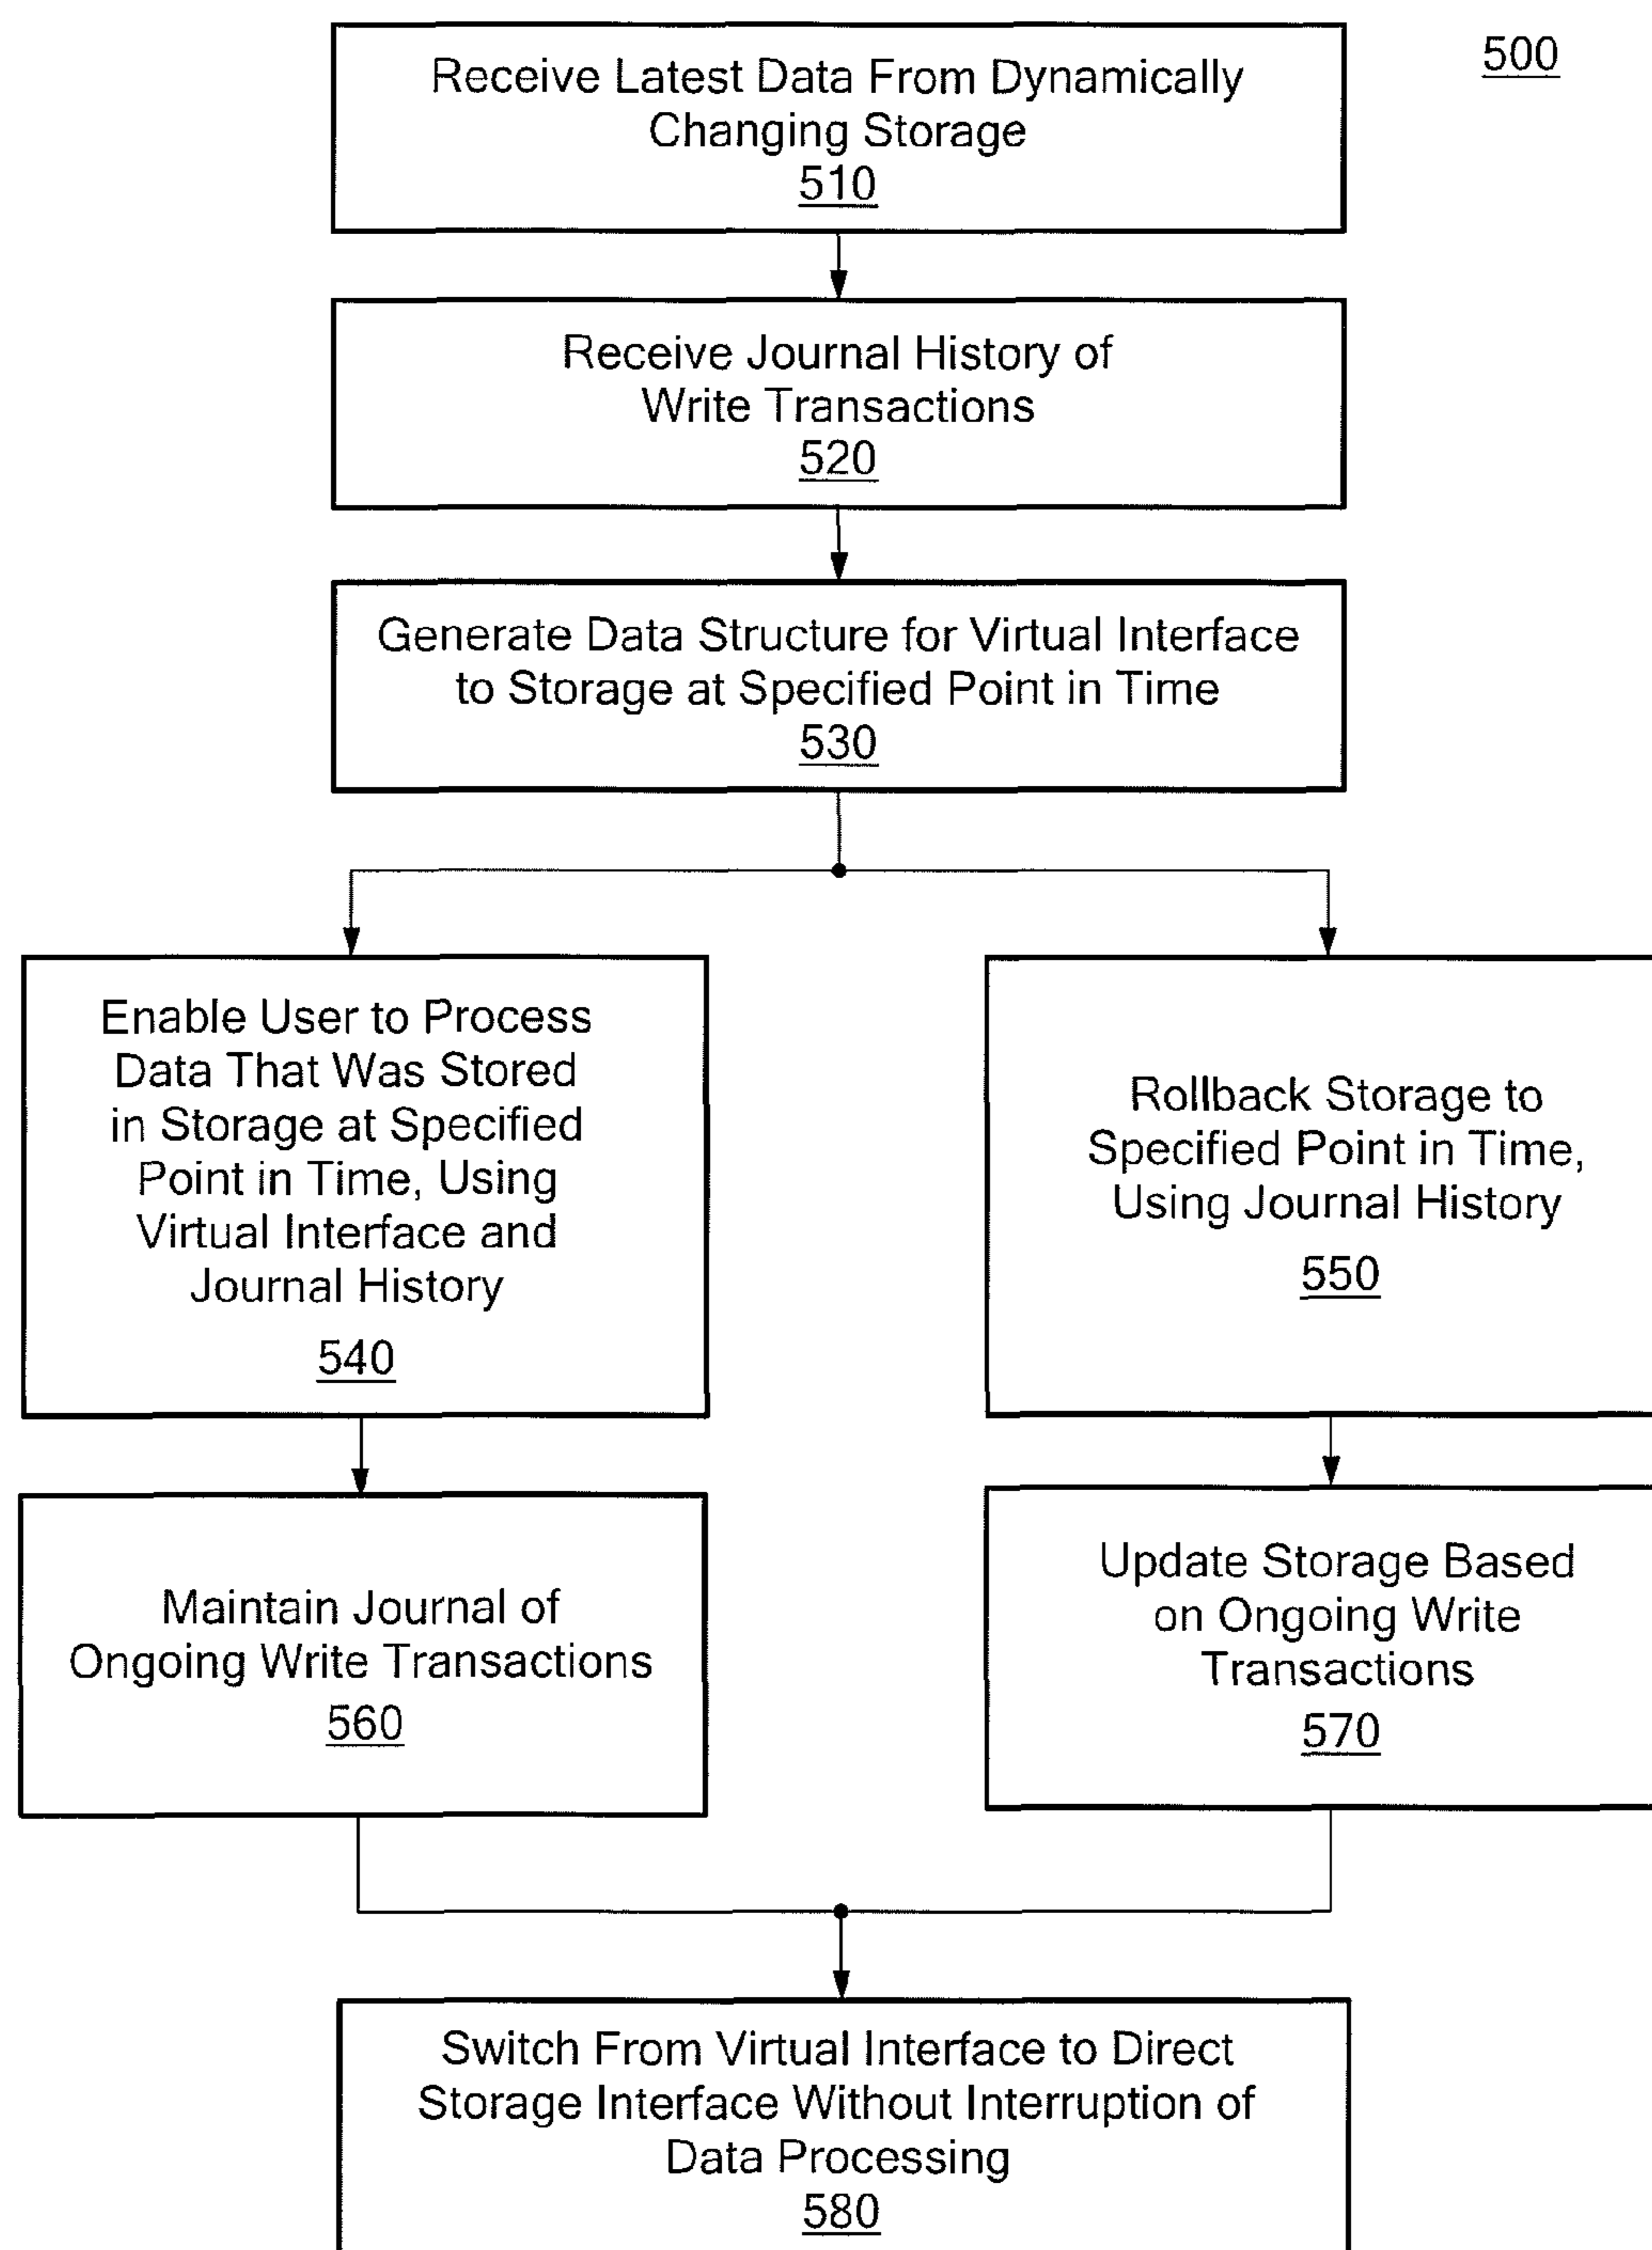 500
Receive Latest Data From Dynamically
Changing Storage
510
Receive Journal History of
Write Transactions
520
Generate Data Structure for Virtual Interface
to Storage at Specified Point in Time
530
Enable User to Process
Data That Was Stored
in Storage at Specified
Point in Time, Using
Virtual Interface and
Journal History
540
Rollback Storage to
Specified Point in Time,
Using Journal History
550
Maintain Journal of
Ongoing Write Transactions
560
Update Storage Based
on Ongoing Write
Transactions
570
Switch From Virtual Interface to Direct
Storage Interface Without Interruption of
Data Processing
580